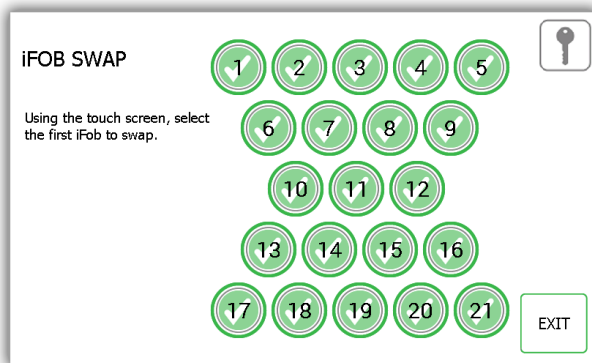 iFOB SWAP
Using the touch screen, select
the first iFob to swap.
1 2 3 4 5
6 7 8 9
10 11 12
13 14 15 16
17 18 19 20 21
EXIT